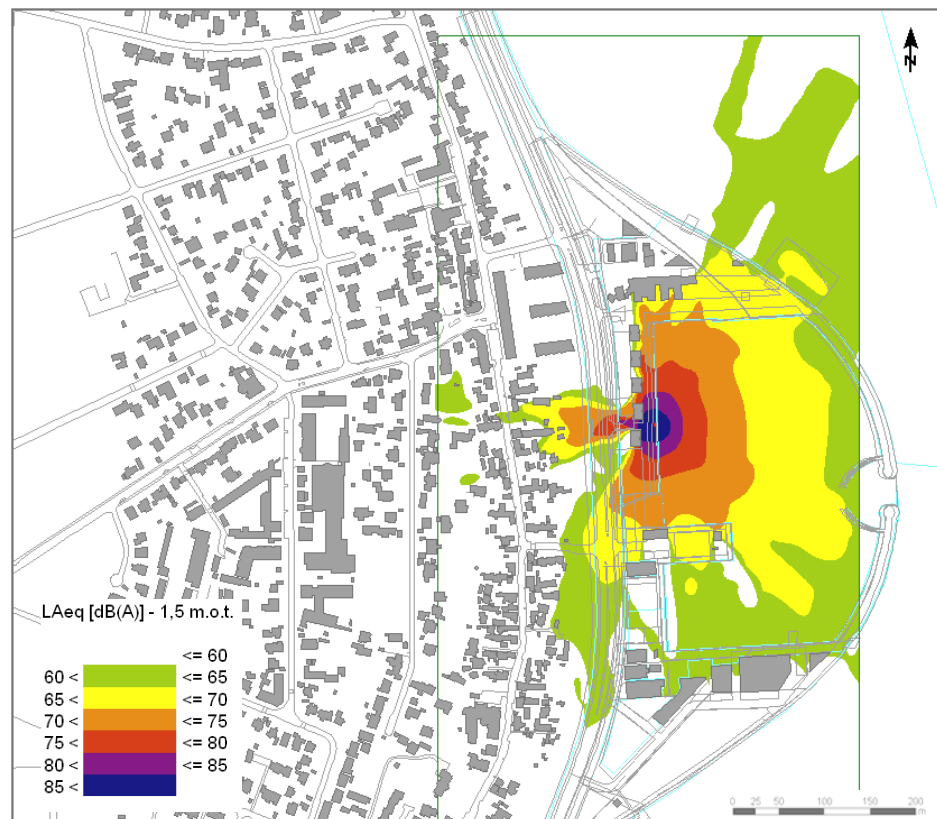 N
LAeq [dB(A)] - 1,5 m.o.t.
<= 60
60 < <= 65
65 < <= 70
70 < <= 75
75 < <= 80
80 < <= 85
85 <
0 25 50 100 150 200
m